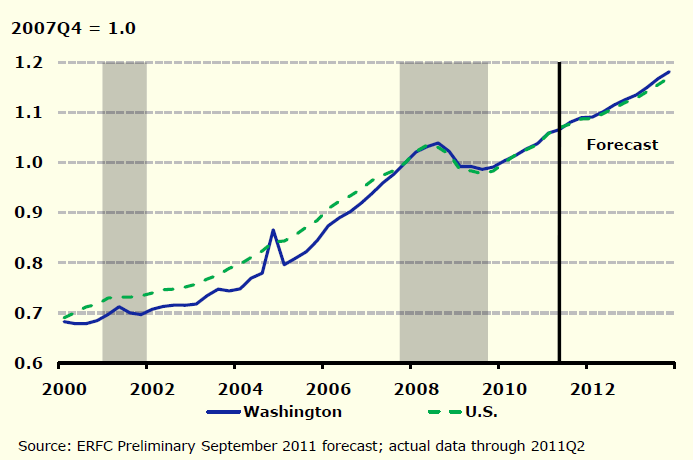 2007Q4 = 1.0
1.2
1.1
1.0
0.9
0.8
0.7
0.6
Forecast
2000 2002 2004 2006 2008 2010 2012
Washington U.S.
Source: ERFC Preliminary September 2011 forecast; actual data through 2011Q2